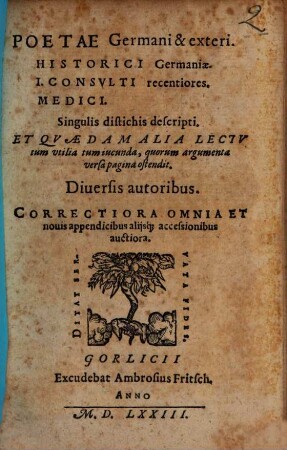 2
POETAE Germani & exteri.
HISTORICI Germaniæ.
I. CONSVLTI recentiores.
MEDICI.
Singulis distichis descripti.
ET QVÆDAM ALIA LECTV
tum vtilia tum iucunda, quorum argumenta
versa pagina ostendit.
Diuersis autoribus.
CORRECTIORA OMNIA ET
nouis appendicibus alijsq; accessionibus
auctiora.
DITAT SER-
VATA FIDES.
GORLICII
Excudebat Ambrosius Fritsch.
ANNO
M. D. LXXIII.